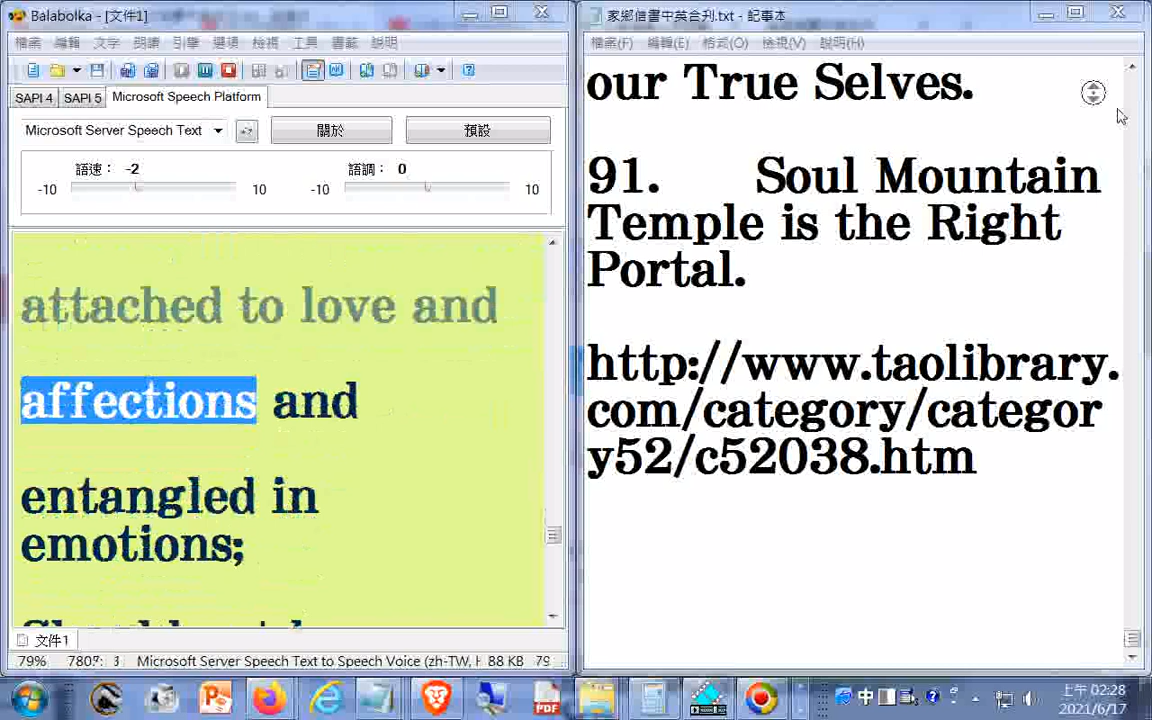 Balabolka - [文件1]
檔案 編輯 文字 朗讀 引擎 選項 檢視 工具 書籤 說明
SAPI 4 SAPI 5 Microsoft Speech Platform
Microsoft Server Speech Text
關於
預設
語速： -2
-10 10
語調： 0
-10 10
attached to love and
affections and
entangled in
emotions;
文件1
79% Microsoft Server Speech Text to Speech Voice (zh-TW, H 88 KB 79
家鄉信書中英合刋.txt - 記事本
檔案(F) 編輯(E) 格式(O) 檢視(V) 說明(H)
our True Selves.
91. Soul Mountain
Temple is the Right
Portal.
http://www.taolibrary.
com/category/categor
y52/c52038.htm
中
上午 02:28
2021/6/17